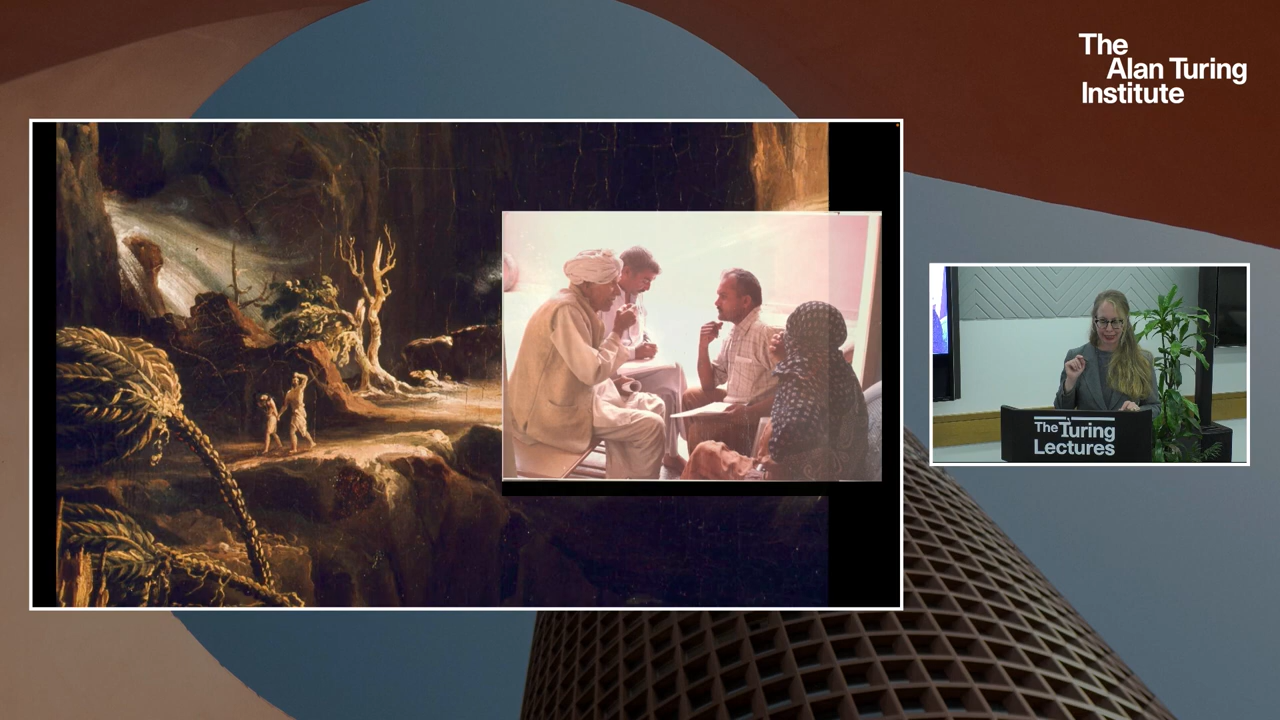 The
Alan Turing
Institute
The Turing
Lectures